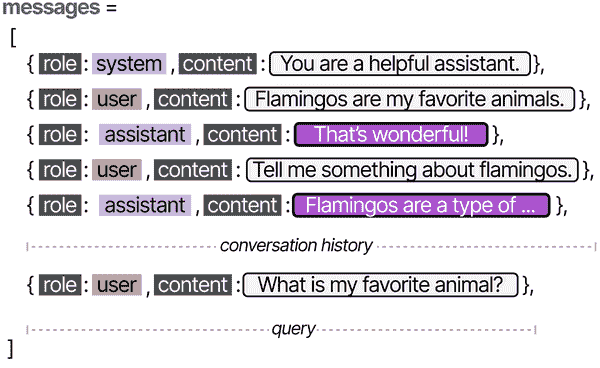 messages =
[
{ role : system , content : You are a helpful assistant. },
{ role : user , content : Flamingos are my favorite animals. },
{ role : assistant , content : That's wonderful! },
{ role : user , content : Tell me something about flamingos. },
{ role : assistant , content : Flamingos are a type of ... },
conversation history
{ role : user , content : What is my favorite animal? },
query
]